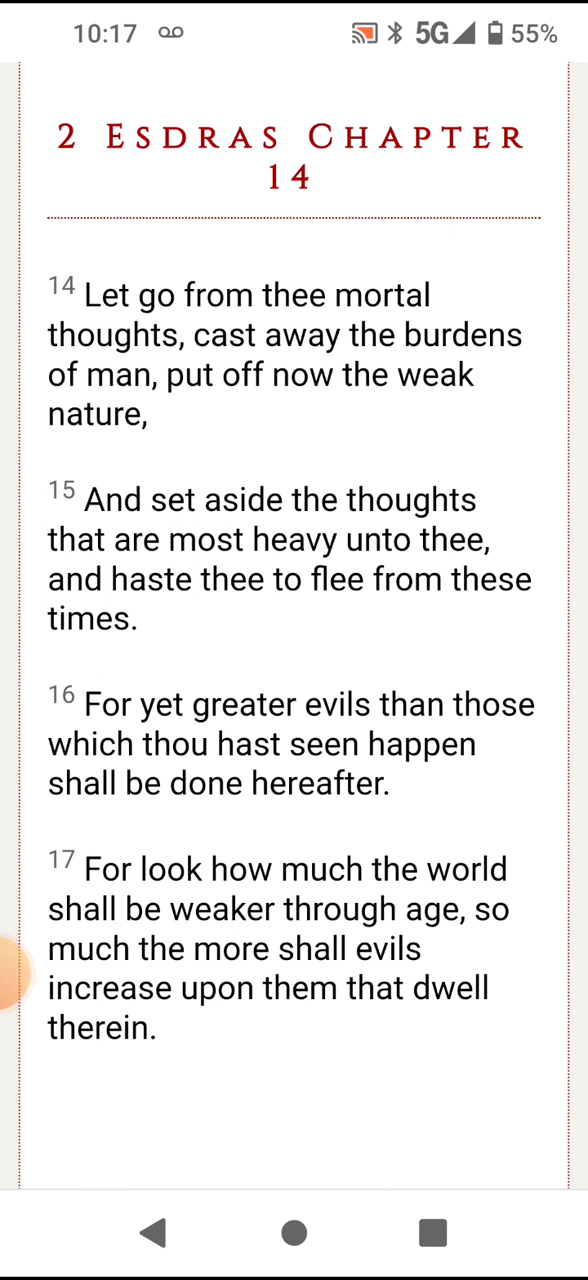 10:17 5G 55%
2 Esdras Chapter
14
14 Let go from thee mortal
thoughts, cast away the burdens
of man, put off now the weak
nature,
15 And set aside the thoughts
that are most heavy unto thee,
and haste thee to flee from these
times.
16 For yet greater evils than those
which thou hast seen happen
shall be done hereafter.
17 For look how much the world
shall be weaker through age, so
much the more shall evils
increase upon them that dwell
therein.